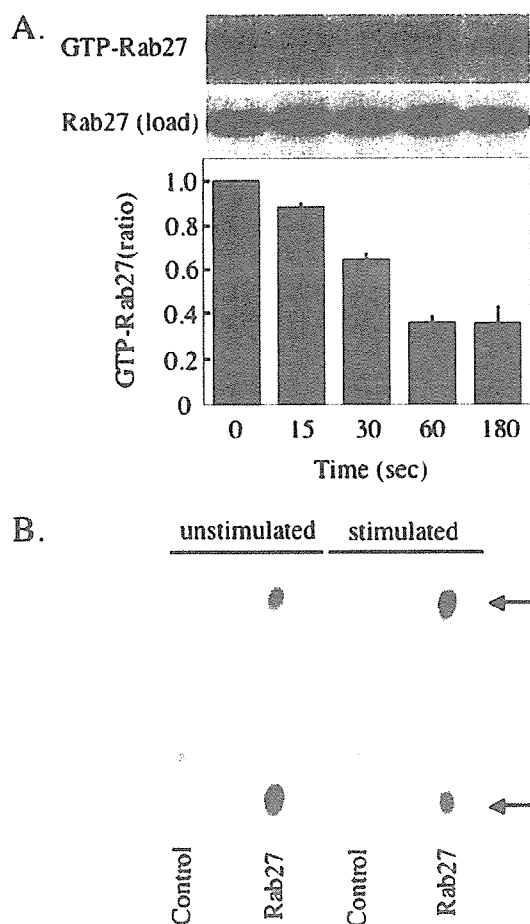 A.
GTP-Rab27
Rab27 (load)
GTP-Rab27(ratio)
1.0
0.8
0.6
0.4
0.2
0
0 15 30 60 180
Time (sec)
B.
unstimulated stimulated
Control Rab27 Control Rab27